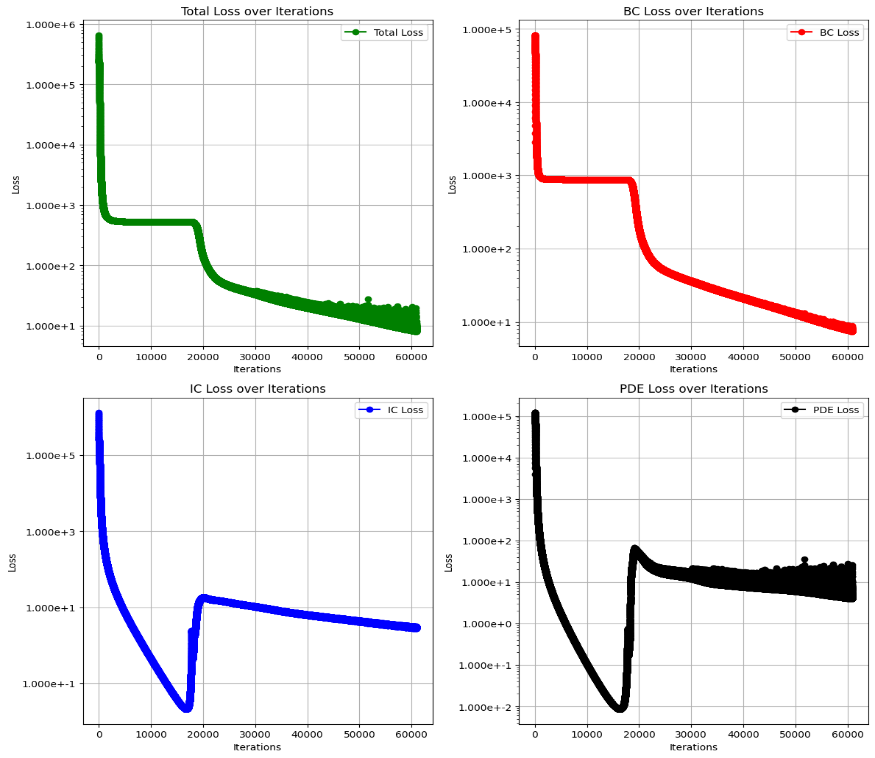 Total Loss over Iterations
Total Loss
1.000e+6
1.000e+5
1.000e+4
1.000e+3
1.000e+2
1.000e+1
Loss
0 10000 20000 30000 40000 50000 60000
Iterations
BC Loss over Iterations
BC Loss
1.000e+5
1.000e+4
1.000e+3
1.000e+2
1.000e+1
Loss
0 10000 20000 30000 40000 50000 60000
Iterations
IC Loss over Iterations
IC Loss
1.000e+5
1.000e+3
1.000e+1
1.000e+-1
Loss
0 10000 20000 30000 40000 50000 60000
Iterations
PDE Loss over Iterations
PDE Loss
1.000e+5
1.000e+4
1.000e+3
1.000e+2
1.000e+1
1.000e+0
1.000e+-1
1.000e+-2
Loss
0 10000 20000 30000 40000 50000 60000
Iterations